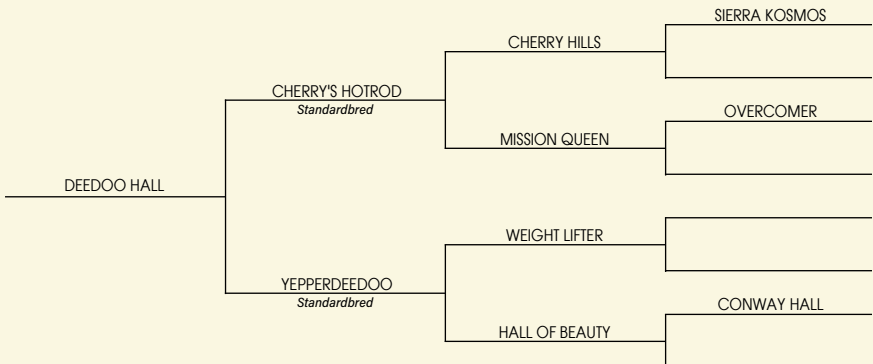 SIERRA KOSMOS
CHERRY HILLS
CHERRY'S HOTROD
Standardbred
OVERCOMER
MISSION QUEEN
DEEDOO HALL
WEIGHT LIFTER
YEPPERDEEDOO
Standardbred
CONWAY HALL
HALL OF BEAUTY